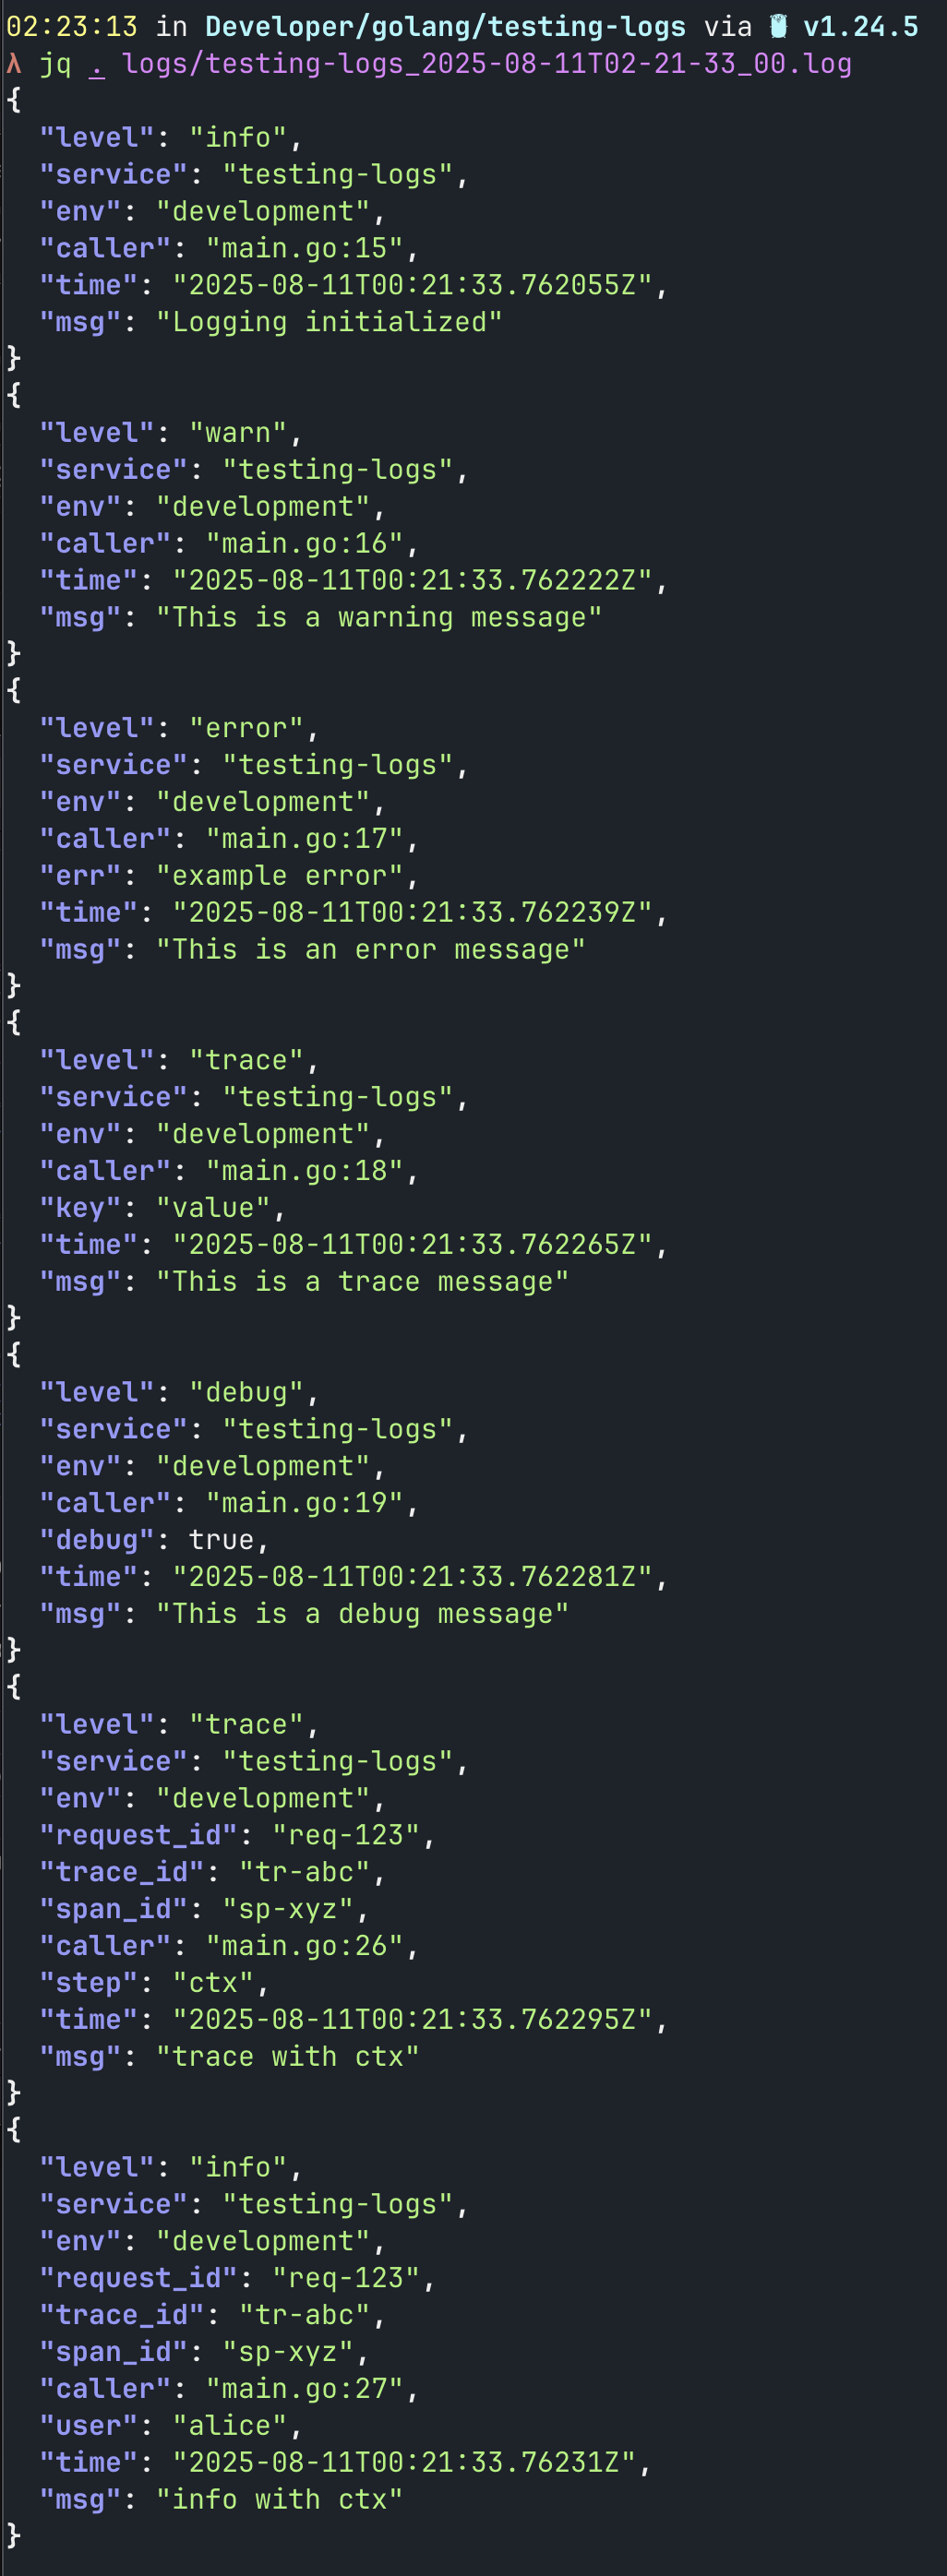 02:23:13 in Developer/golang/testing-logs via v1.24.5
λ jq . logs/testing-logs_2025-08-11T02-21-33_00.log
{
  "level": "info",
  "service": "testing-logs",
  "env": "development",
  "caller": "main.go:15",
  "time": "2025-08-11T00:21:33.762055Z",
  "msg": "Logging initialized"
}
{
  "level": "warn",
  "service": "testing-logs",
  "env": "development",
  "caller": "main.go:16",
  "time": "2025-08-11T00:21:33.762222Z",
  "msg": "This is a warning message"
}
{
  "level": "error",
  "service": "testing-logs",
  "env": "development",
  "caller": "main.go:17",
  "err": "example error",
  "time": "2025-08-11T00:21:33.762239Z",
  "msg": "This is an error message"
}
{
  "level": "trace",
  "service": "testing-logs",
  "env": "development",
  "caller": "main.go:18",
  "key": "value",
  "time": "2025-08-11T00:21:33.762265Z",
  "msg": "This is a trace message"
}
{
  "level": "debug",
  "service": "testing-logs",
  "env": "development",
  "caller": "main.go:19",
  "debug": true,
  "time": "2025-08-11T00:21:33.762281Z",
  "msg": "This is a debug message"
}
{
  "level": "trace",
  "service": "testing-logs",
  "env": "development",
  "request_id": "req-123",
  "trace_id": "tr-abc",
  "span_id": "sp-xyz",
  "caller": "main.go:26",
  "step": "ctx",
  "time": "2025-08-11T00:21:33.762295Z",
  "msg": "trace with ctx"
}
{
  "level": "info",
  "service": "testing-logs",
  "env": "development",
  "request_id": "req-123",
  "trace_id": "tr-abc",
  "span_id": "sp-xyz",
  "caller": "main.go:27",
  "user": "alice",
  "time": "2025-08-11T00:21:33.76231Z",
  "msg": "info with ctx"
}